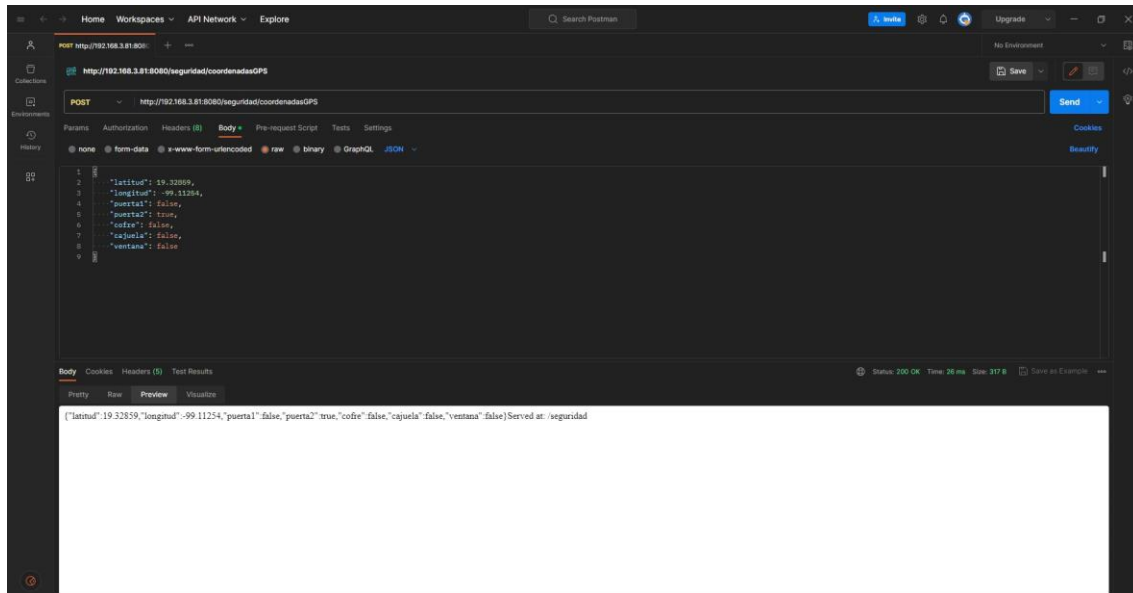 Home Workspaces API Network Explore Search Postman Invite Upgrade
POST http://192.168.3.81:808 No Environment
http://192.168.3.81:8080/seguridad/coordenadasGPS Save
Collections
POST http://192.168.3.81:8080/seguridad/coordenadasGPS Send
Environments
Params Authorization Headers (8) Body Pre-request Script Tests Settings Cookies
History
none form-data x-www-form-urlencoded raw binary GraphQL JSON Beautify
1 {
2 "latitud": 19.32859,
3 "longitud": -99.11254,
4 "puerta1": false,
5 "puerta2": true,
6 "cofre": false,
7 "cajuela": false,
8 "ventana": false
9 }
Body Cookies Headers (5) Test Results Status: 200 OK Time: 26 ms Size: 317 B Save as Example
Pretty Raw Preview Visualize
{"latitud":19.32859,"longitud":-99.11254,"puerta1":false,"puerta2":true,"cofre":false,"cajuela":false,"ventana":false}Served at: /seguridad